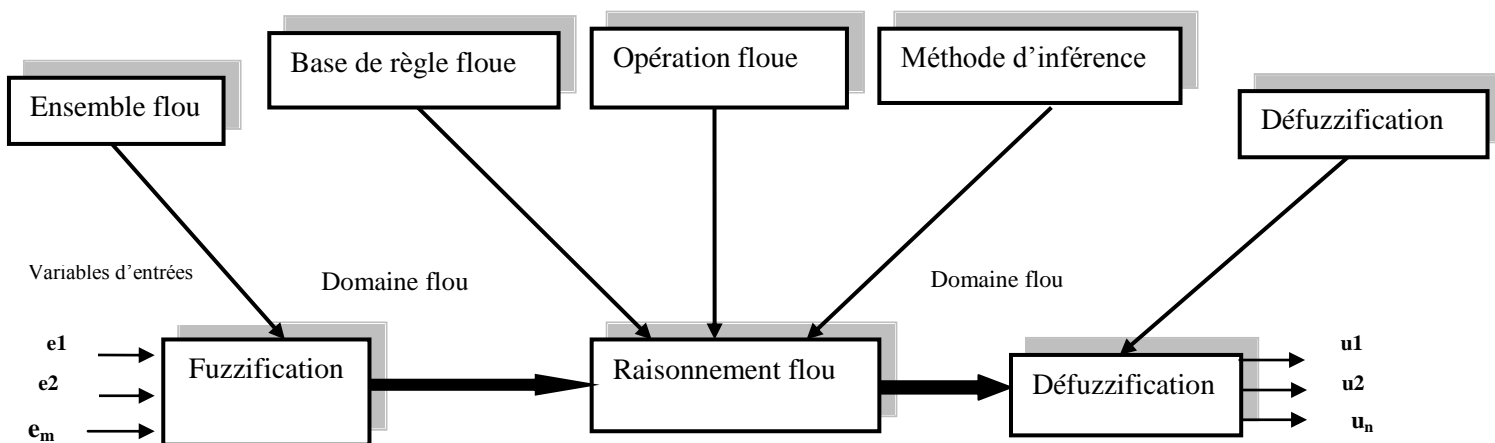 Ensemble flou
Base de règle floue
Opération floue
Méthode d'inférence
Défuzzification
Variables d'entrées
Domaine flou
Domaine flou
e1
e2
eₘ
Fuzzification
Raisonnement flou
Défuzzification
u1
u2
uₙ